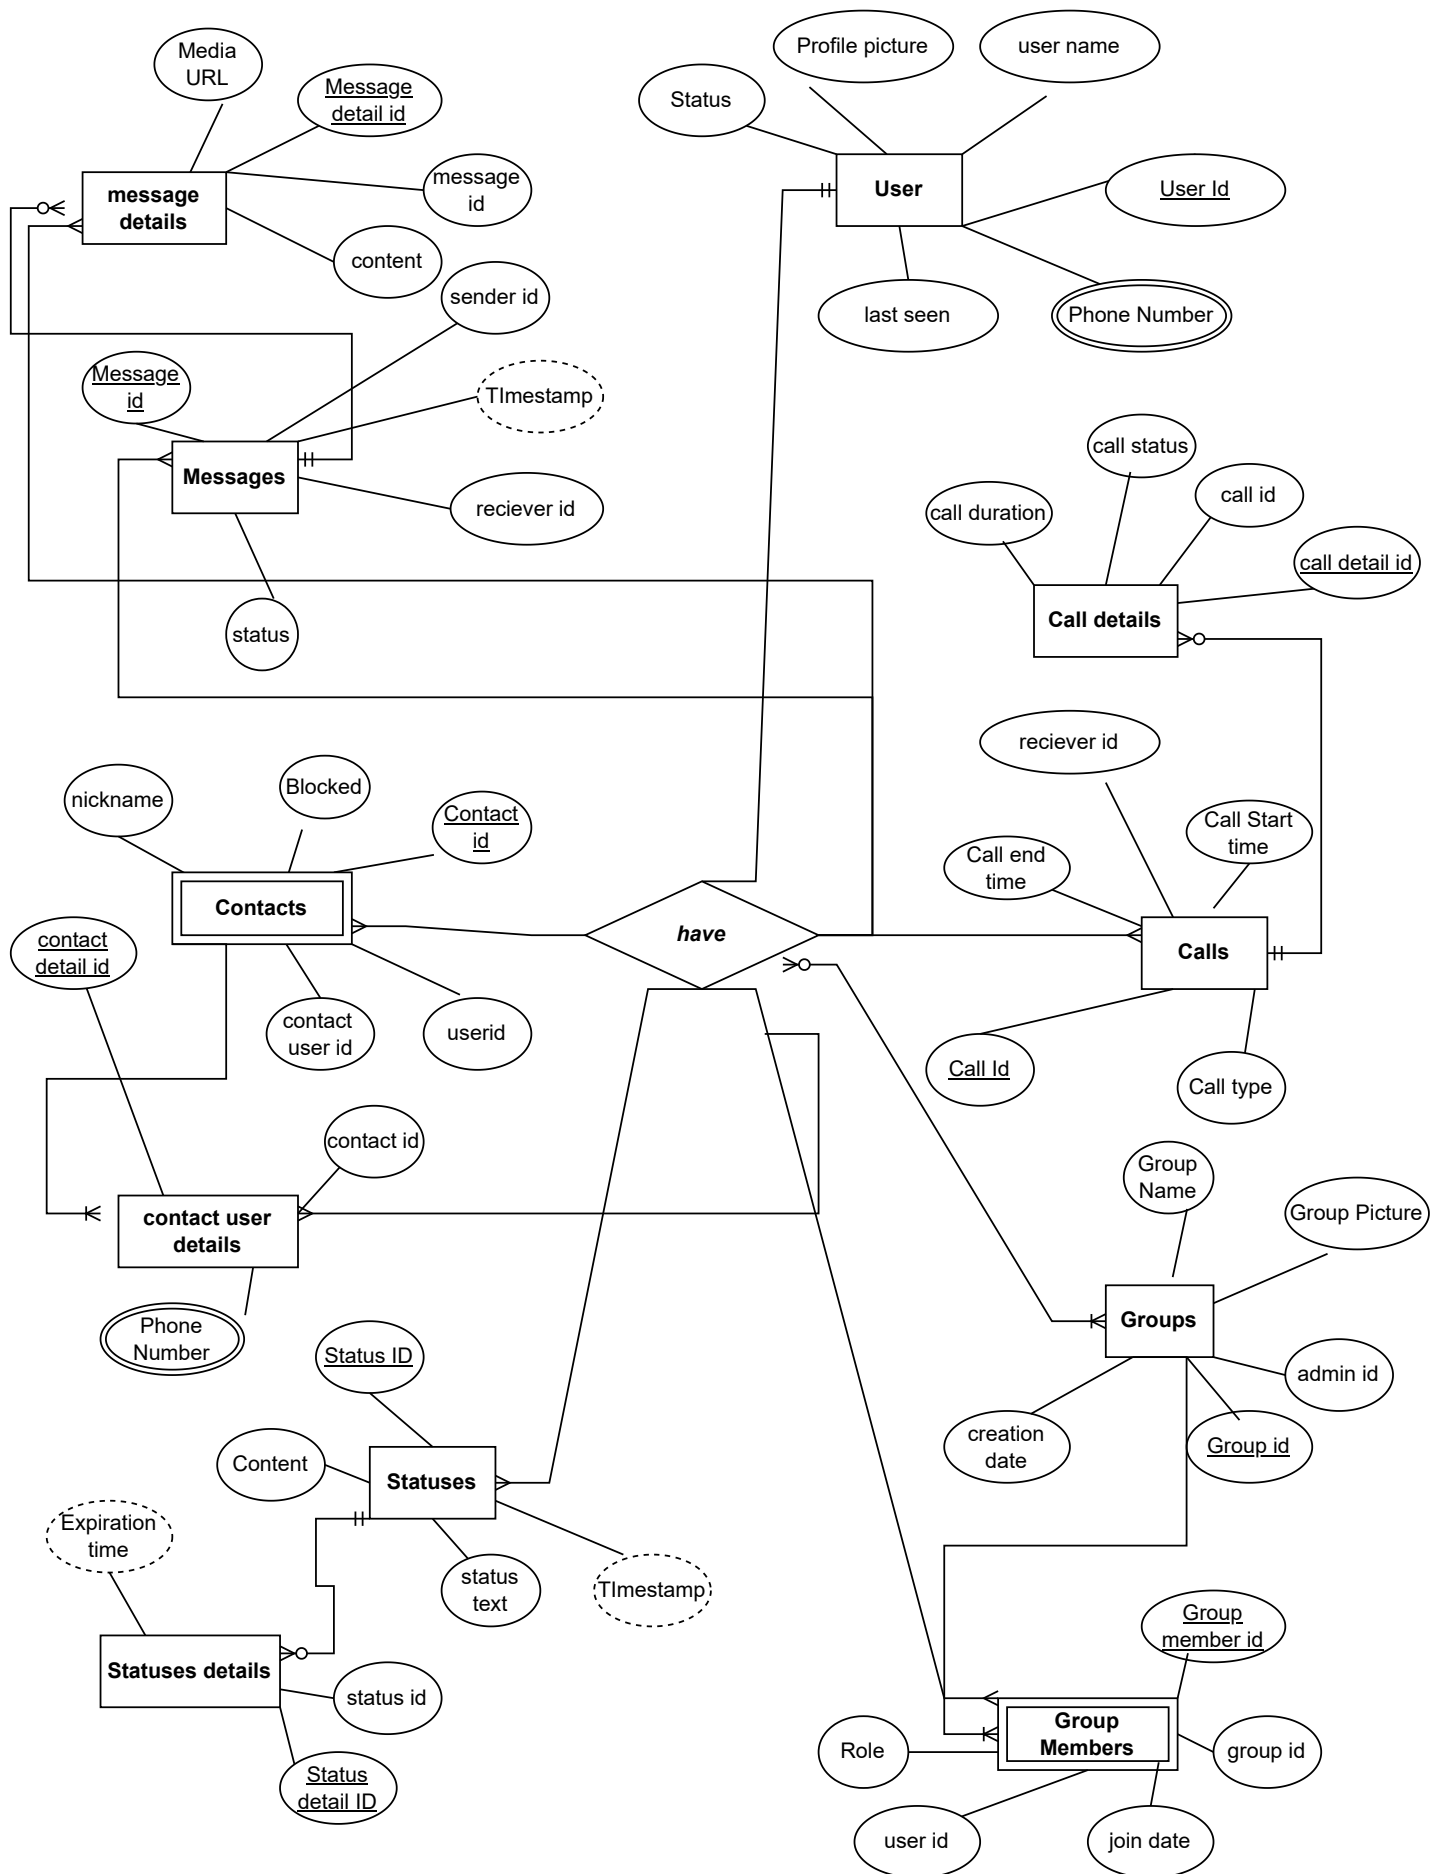 Media
URL
Message
detail id
message
id
message
details
content
sender id
Message
id
TImestamp
Messages
reciever id
status
Profile picture
user name
Status
User
User Id
last seen
Phone Number
call status
call id
call duration
call detail id
Call details
reciever id
Call Start
time
Call end
time
Calls
Call Id
Call type
nickname
Blocked
Contact
id
Contacts
contact
detail id
contact
user id
userid
have
contact id
contact user
details
Phone
Number
Group
Name
Group Picture
Groups
admin id
creation
date
Group id
Status ID
Content
Statuses
Expiration
time
status
text
TImestamp
Statuses details
status id
Status
detail ID
Group
member id
Group
Members
Role
group id
user id
join date